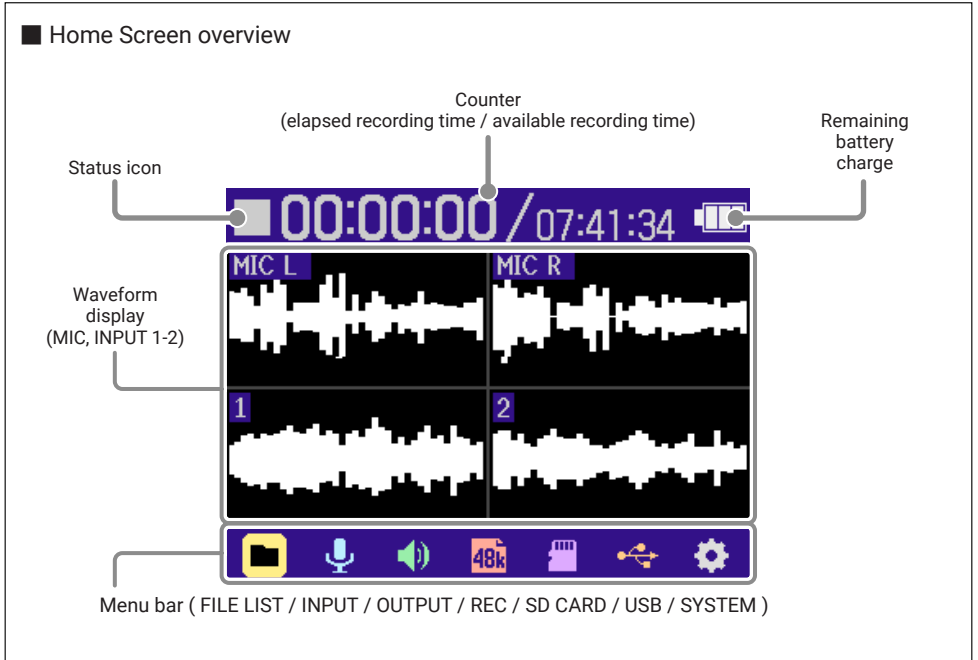 ■ Home Screen overview
Counter
(elapsed recording time / available recording time)
Remaining
battery
charge
Status icon
00:00:00/07:41:34
MIC L
MIC R
Waveform
display
(MIC, INPUT 1-2)
1
2
48k
Menu bar ( FILE LIST / INPUT / OUTPUT / REC / SD CARD / USB / SYSTEM )